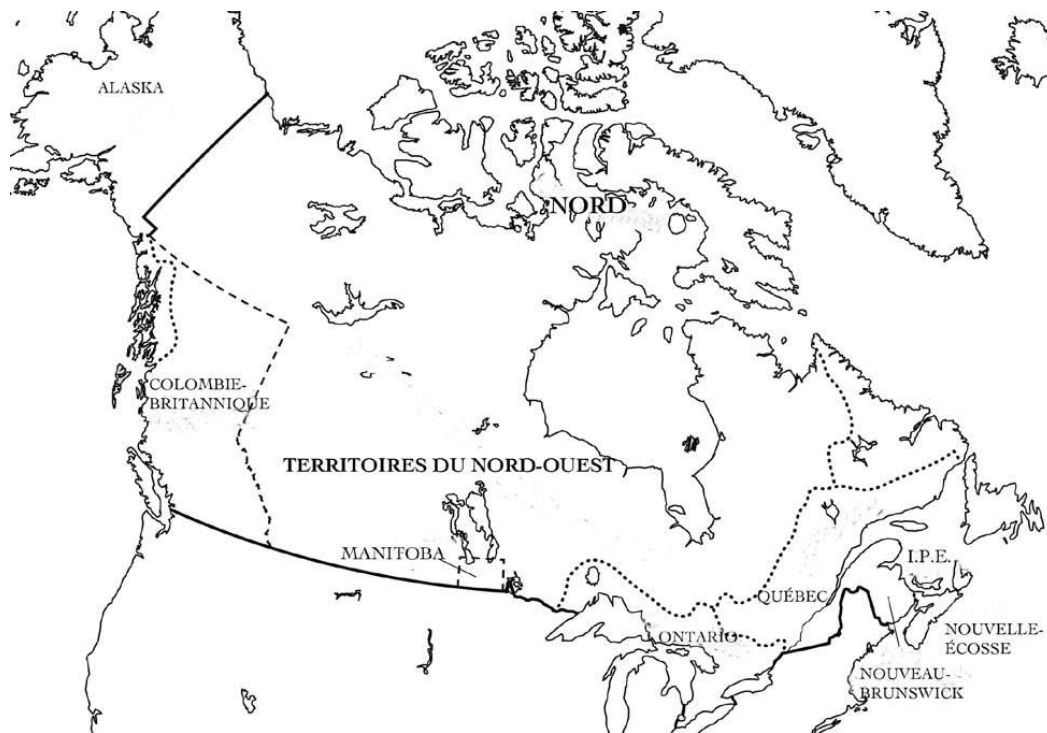 ALASKA
NORD
COLOMBIE-
BRITANNIQUE
TERRITOIRES DU NORD-OUEST
MANITOBA
I.P.E.
QUÉBEC
ONTARIO
NOUVELLE-
ÉCOSSE
NOUVEAU-
BRUNSWICK